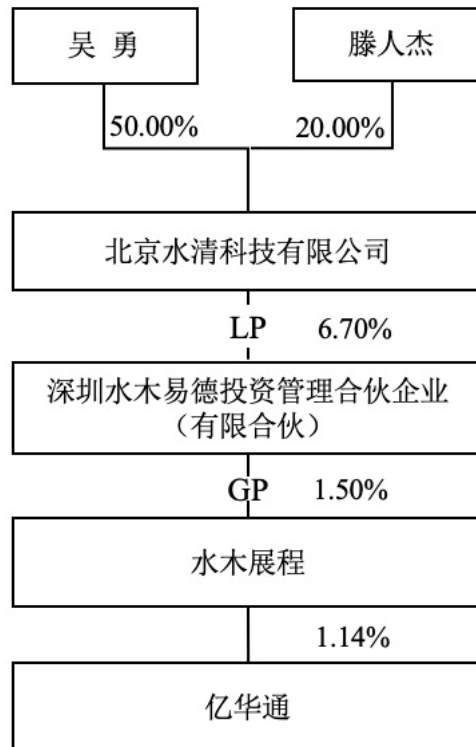 吴 勇
滕人杰
50.00%
20.00%
北京水清科技有限公司
LP 6.70%
深圳水木易德投资管理合伙企业
（有限合伙）
GP 1.50%
水木展程
1.14%
亿华通